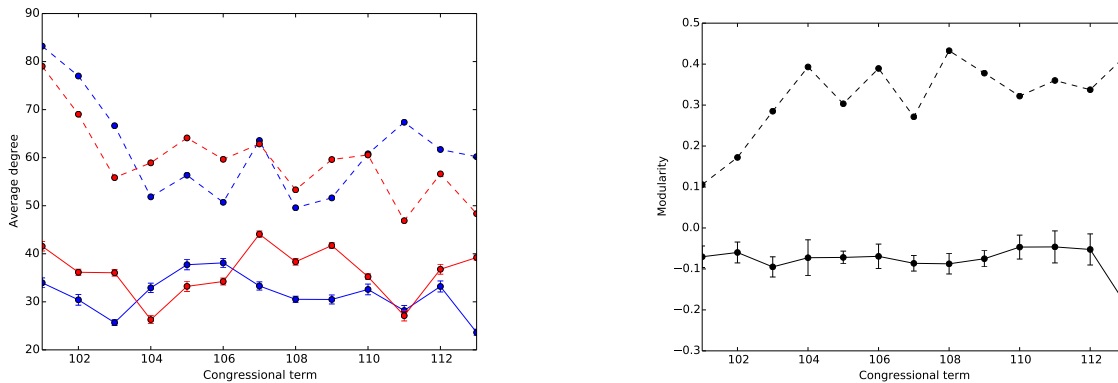 90
80
70
60
50
40
30
20
Average degree
102 104 106 108 110 112
Congressional term
0.5
0.4
0.3
0.2
0.1
0.0
−0.1
−0.2
−0.3
Modularity
102 104 106 108 110 112
Congressional term